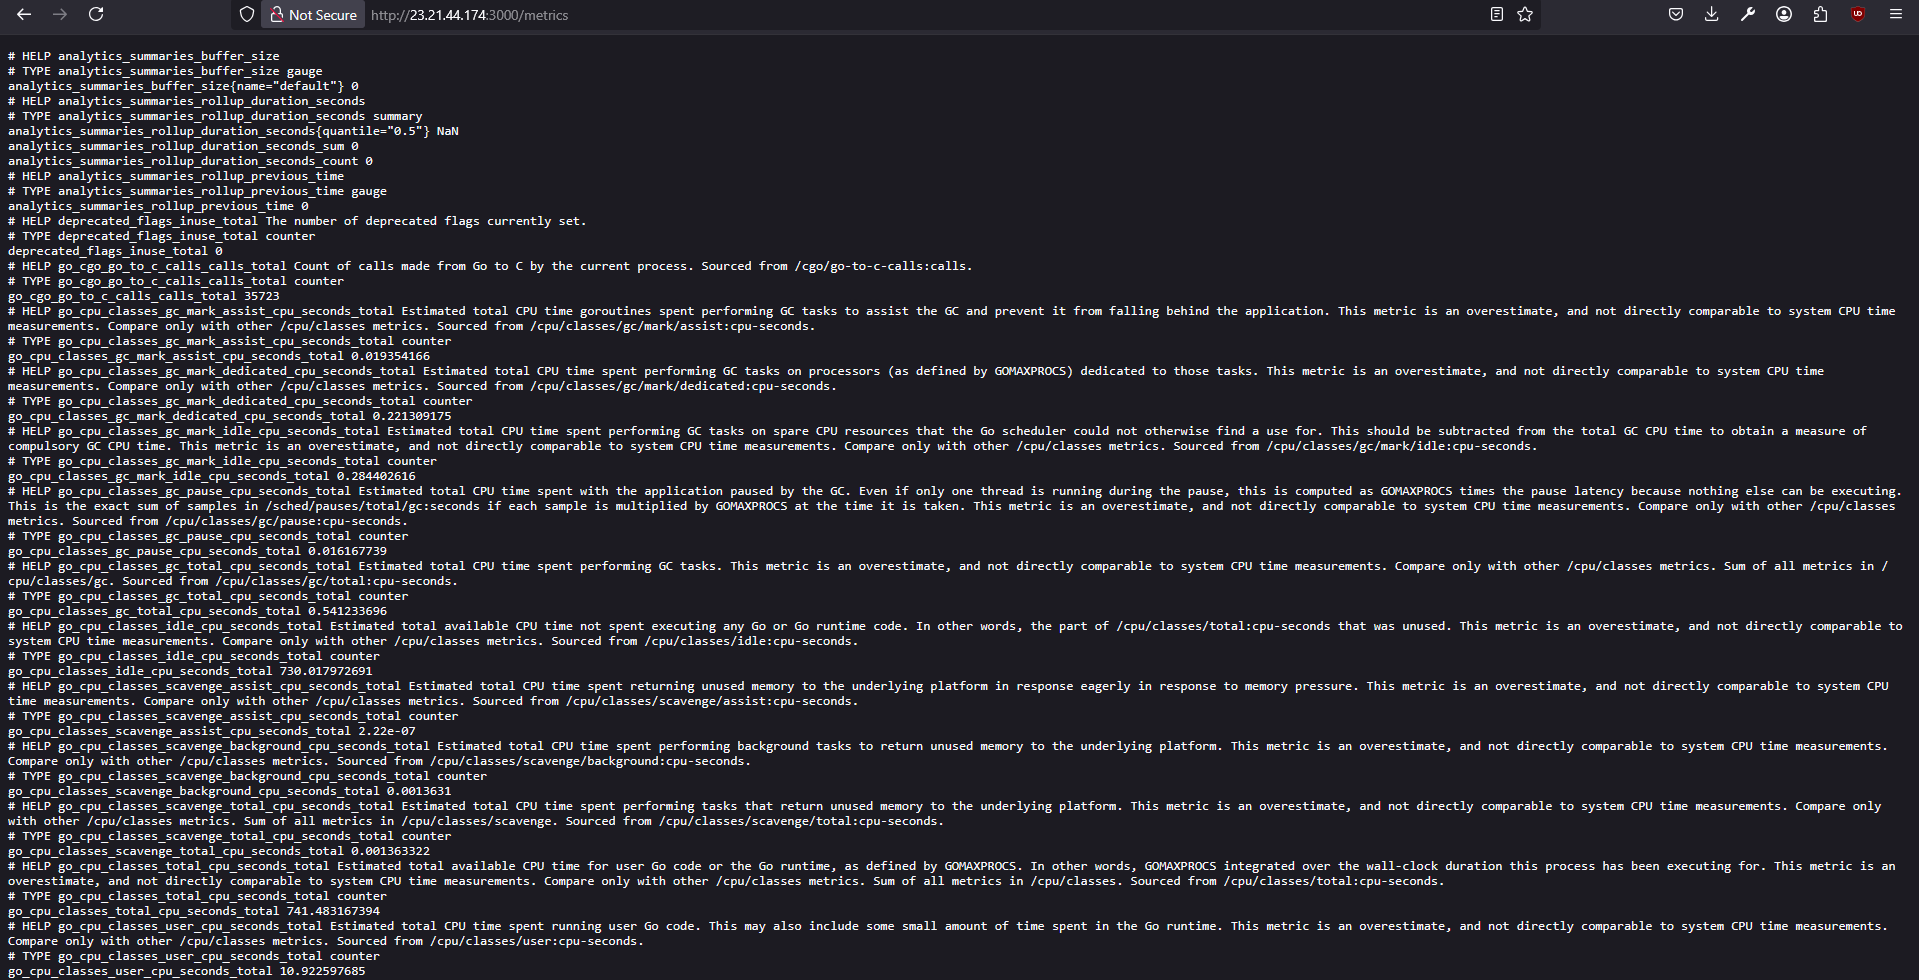 Not Secure http://23.21.44.174:3000/metrics
# HELP analytics_summaries_buffer_size
# TYPE analytics_summaries_buffer_size gauge
analytics_summaries_buffer_size{name="default"} 0
# HELP analytics_summaries_rollup_duration_seconds
# TYPE analytics_summaries_rollup_duration_seconds summary
analytics_summaries_rollup_duration_seconds{quantile="0.5"} NaN
analytics_summaries_rollup_duration_seconds_sum 0
analytics_summaries_rollup_duration_seconds_count 0
# HELP analytics_summaries_rollup_previous_time
# TYPE analytics_summaries_rollup_previous_time gauge
analytics_summaries_rollup_previous_time 0
# HELP deprecated_flags_inuse_total The number of deprecated flags currently set.
# TYPE deprecated_flags_inuse_total counter
deprecated_flags_inuse_total 0
# HELP go_cgo_go_to_c_calls_calls_total Count of calls made from Go to C by the current process. Sourced from /cgo/go-to-c-calls:calls.
# TYPE go_cgo_go_to_c_calls_calls_total counter
go_cgo_go_to_c_calls_calls_total 35723
# HELP go_cpu_classes_gc_mark_assist_cpu_seconds_total Estimated total CPU time goroutines spent performing GC tasks to assist the GC and prevent it from falling behind the application. This metric is an overestimate, and not directly comparable to system CPU time
measurements. Compare only with other /cpu/classes metrics. Sourced from /cpu/classes/gc/mark/assist:cpu-seconds.
# TYPE go_cpu_classes_gc_mark_assist_cpu_seconds_total counter
go_cpu_classes_gc_mark_assist_cpu_seconds_total 0.019354166
# HELP go_cpu_classes_gc_mark_dedicated_cpu_seconds_total Estimated total CPU time spent performing GC tasks on processors (as defined by GOMAXPROCS) dedicated to those tasks. This metric is an overestimate, and not directly comparable to system CPU time
measurements. Compare only with other /cpu/classes metrics. Sourced from /cpu/classes/gc/mark/dedicated:cpu-seconds.
# TYPE go_cpu_classes_gc_mark_dedicated_cpu_seconds_total counter
go_cpu_classes_gc_mark_dedicated_cpu_seconds_total 0.221309175
# HELP go_cpu_classes_gc_mark_idle_cpu_seconds_total Estimated total CPU time spent performing GC tasks on spare CPU resources that the Go scheduler could not otherwise find a use for. This should be subtracted from the total GC CPU time to obtain a measure of
compulsory GC CPU time. This metric is an overestimate, and not directly comparable to system CPU time measurements. Compare only with other /cpu/classes metrics. Sourced from /cpu/classes/gc/mark/idle:cpu-seconds.
# TYPE go_cpu_classes_gc_mark_idle_cpu_seconds_total counter
go_cpu_classes_gc_mark_idle_cpu_seconds_total 0.284402616
# HELP go_cpu_classes_gc_pause_cpu_seconds_total Estimated total CPU time spent with the application paused by the GC. Even if only one thread is running during the pause, this is computed as GOMAXPROCS times the pause latency because nothing else can be executing.
This is the exact sum of samples in /sched/pauses/total/gc:seconds if each sample is multiplied by GOMAXPROCS at the time it is taken. This metric is an overestimate, and not directly comparable to system CPU time measurements. Compare only with other /cpu/classes
metrics. Sourced from /cpu/classes/gc/pause:cpu-seconds.
# TYPE go_cpu_classes_gc_pause_cpu_seconds_total counter
go_cpu_classes_gc_pause_cpu_seconds_total 0.016167739
# HELP go_cpu_classes_gc_total_cpu_seconds_total Estimated total CPU time spent performing GC tasks. This metric is an overestimate, and not directly comparable to system CPU time measurements. Compare only with other /cpu/classes metrics. Sum of all metrics in /
cpu/classes/gc. Sourced from /cpu/classes/gc/total:cpu-seconds.
# TYPE go_cpu_classes_gc_total_cpu_seconds_total counter
go_cpu_classes_gc_total_cpu_seconds_total 0.541233696
# HELP go_cpu_classes_idle_cpu_seconds_total Estimated total available CPU time not spent executing any Go or Go runtime code. In other words, the part of /cpu/classes/total:cpu-seconds that was unused. This metric is an overestimate, and not directly comparable to
system CPU time measurements. Compare only with other /cpu/classes metrics. Sourced from /cpu/classes/idle:cpu-seconds.
# TYPE go_cpu_classes_idle_cpu_seconds_total counter
go_cpu_classes_idle_cpu_seconds_total 730.017972691
# HELP go_cpu_classes_scavenge_assist_cpu_seconds_total Estimated total CPU time spent returning unused memory to the underlying platform in response eagerly in response to memory pressure. This metric is an overestimate, and not directly comparable to system CPU
time measurements. Compare only with other /cpu/classes metrics. Sourced from /cpu/classes/scavenge/assist:cpu-seconds.
# TYPE go_cpu_classes_scavenge_assist_cpu_seconds_total counter
go_cpu_classes_scavenge_assist_cpu_seconds_total 2.22e-07
# HELP go_cpu_classes_scavenge_background_cpu_seconds_total Estimated total CPU time spent performing background tasks to return unused memory to the underlying platform. This metric is an overestimate, and not directly comparable to system CPU time measurements.
Compare only with other /cpu/classes metrics. Sourced from /cpu/classes/scavenge/background:cpu-seconds.
# TYPE go_cpu_classes_scavenge_background_cpu_seconds_total counter
go_cpu_classes_scavenge_background_cpu_seconds_total 0.0013631
# HELP go_cpu_classes_scavenge_total_cpu_seconds_total Estimated total CPU time spent performing tasks that return unused memory to the underlying platform. This metric is an overestimate, and not directly comparable to system CPU time measurements. Compare only
with other /cpu/classes metrics. Sum of all metrics in /cpu/classes/scavenge. Sourced from /cpu/classes/scavenge/total:cpu-seconds.
# TYPE go_cpu_classes_scavenge_total_cpu_seconds_total counter
go_cpu_classes_scavenge_total_cpu_seconds_total 0.001363322
# HELP go_cpu_classes_total_cpu_seconds_total Estimated total available CPU time for user Go code or the Go runtime, as defined by GOMAXPROCS. In other words, GOMAXPROCS integrated over the wall-clock duration this process has been executing for. This metric is an
overestimate, and not directly comparable to system CPU time measurements. Compare only with other /cpu/classes metrics. Sum of all metrics in /cpu/classes. Sourced from /cpu/classes/total:cpu-seconds.
# TYPE go_cpu_classes_total_cpu_seconds_total counter
go_cpu_classes_total_cpu_seconds_total 741.483167394
# HELP go_cpu_classes_user_cpu_seconds_total Estimated total CPU time spent running user Go code. This may also include some small amount of time spent in the Go runtime. This metric is an overestimate, and not directly comparable to system CPU time measurements.
Compare only with other /cpu/classes metrics. Sourced from /cpu/classes/user:cpu-seconds.
# TYPE go_cpu_classes_user_cpu_seconds_total counter
go_cpu_classes_user_cpu_seconds_total 10.922597685